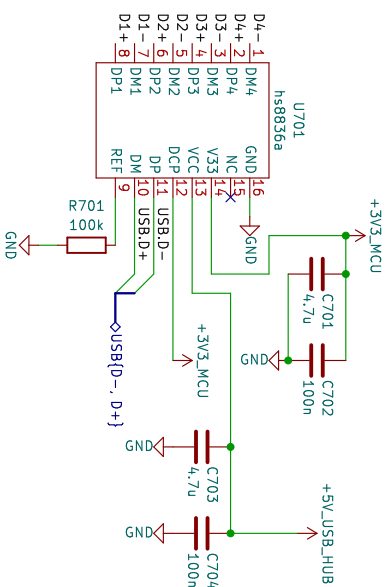 D4- 1 DM4
D4+ 2 DP4
D3- 3 DM3
D3+ 4 DP3
D2- 5 DM2
D2+ 6 DP2
D1- 7 DM1
D1+ 8 DP1
U701
hs8836a
GND 16
NC 15
V33 14
VCC 13
DCP 12
DP 11
DM 10
REF 9
USB.D-
USB.D+
R701
100k
GND
GND
USB{D-, D+}
+3V3_MCU
+3V3_MCU
C701
4.7u
C702
100n
GND
C703
4.7u
GND
C704
100n
GND
+5V_USB_HUB